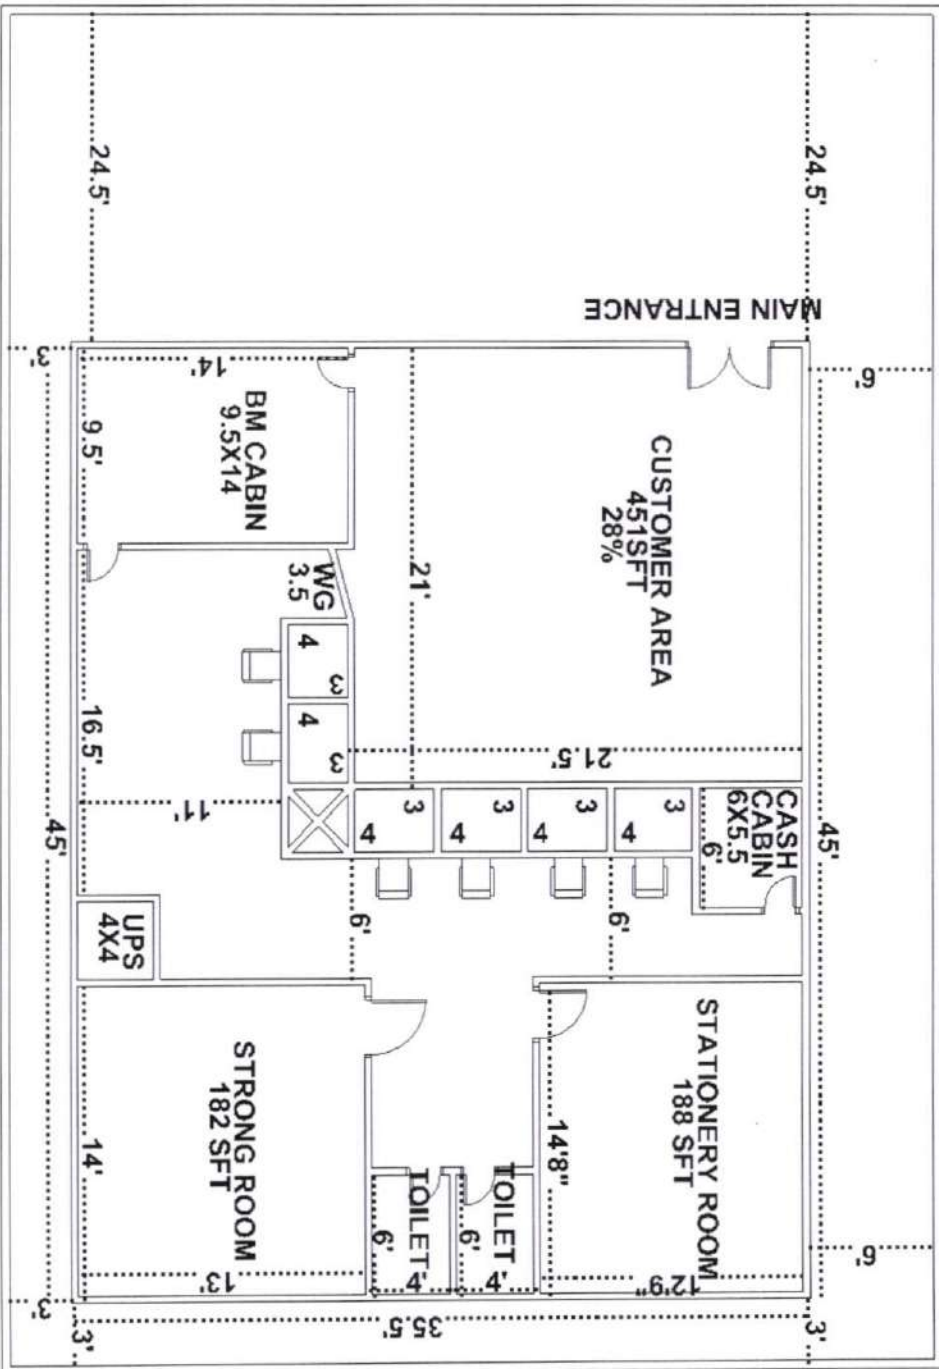 24.5'
24.5'
MAIN ENTRANCE
3'
14'
6'
BM CABIN
9.5X14
9.5'
CUSTOMER AREA
451SFT
28%
21'
WG
3.5
4
3
4
3
16.5'
21.5'
11'
3
4
3
4
3
4
3
4
CASH
CABIN
6X5.5
6'
45'
45'
UPS
4X4
6'
6'
STRONG ROOM
182 SFT
14'
13'
TOILET
6'
4'
TOILET
6'
4'
STATIONERY ROOM
188 SFT
14'8"
12'9"
6'
3'
3'
35.5'
3'